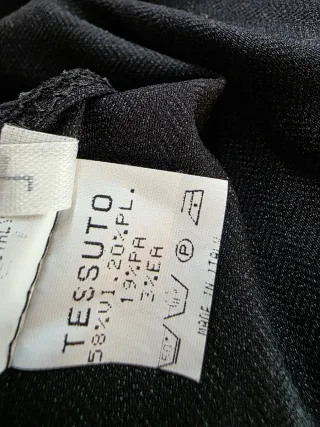 TESSUTO
58%VI.20%PL.
19%PA
3%EA
P
MADE IN ITALY